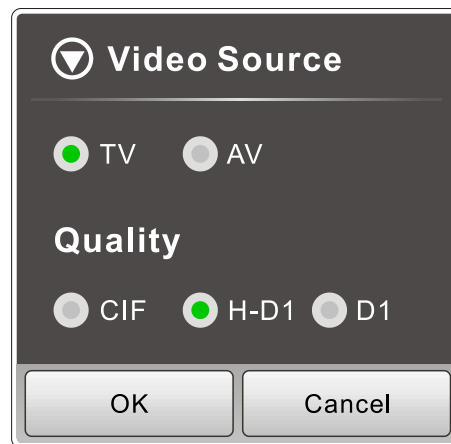 Video Source
TV AV
Quality
CIF H-D1 D1
OK Cancel